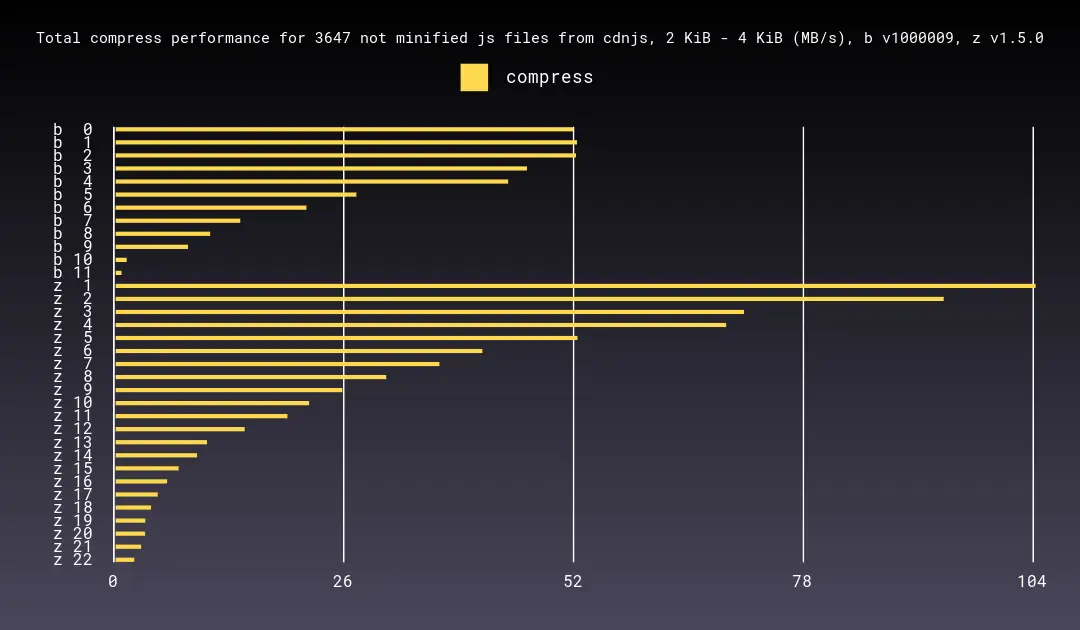 Total compress performance for 3647 not minified js files from cdnjs, 2 KiB - 4 KiB (MB/s), b v1000009, z v1.5.0
compress
b 0
b 1
b 2
b 3
b 4
b 5
b 6
b 7
b 8
b 9
b 10
b 11
z 1
z 2
z 3
z 4
z 5
z 6
z 7
z 8
z 9
z 10
z 11
z 12
z 13
z 14
z 15
z 16
z 17
z 18
z 19
z 20
z 21
z 22
0 26 52 78 104